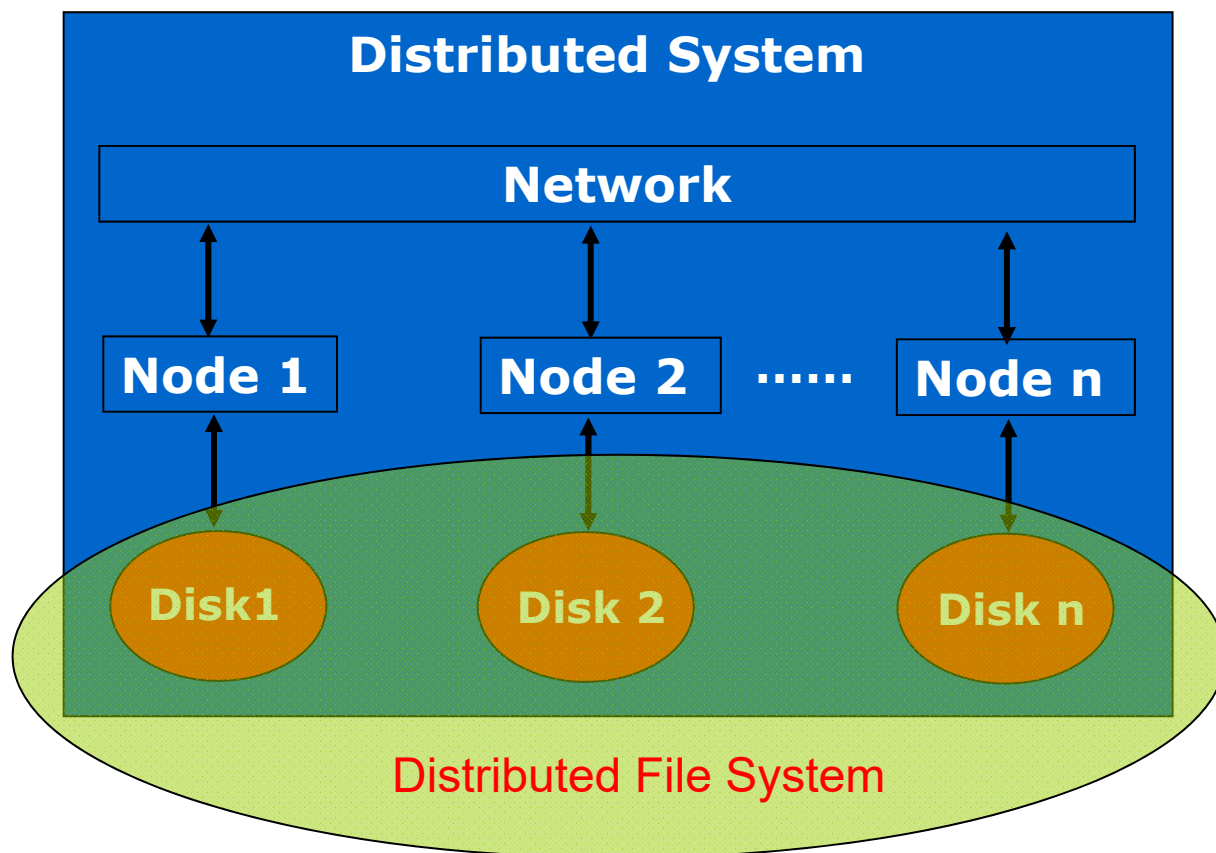 Distributed System
Network
Node 1
Node 2
......
Node n
Disk1
Disk 2
Disk n
Distributed File System